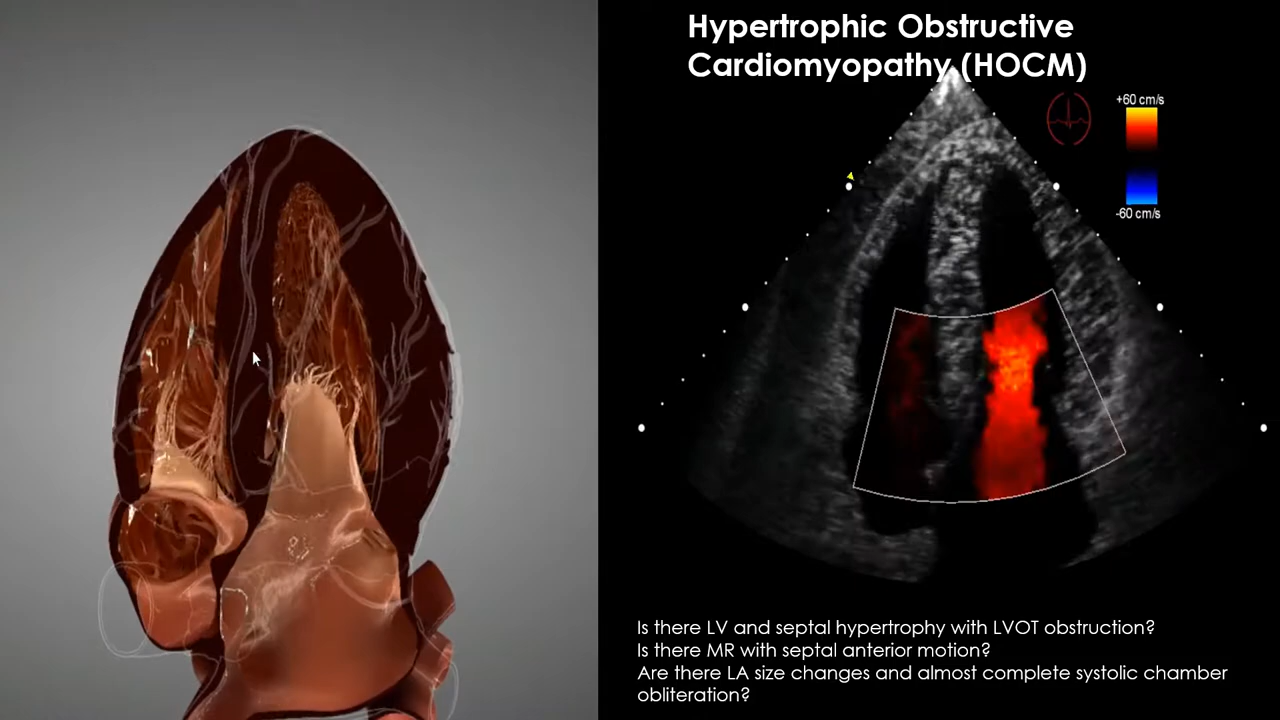 Hypertrophic Obstructive
Cardiomyopathy (HOCM)
+60 cm/s
-60 cm/s
Is there LV and septal hypertrophy with LVOT obstruction?
Is there MR with septal anterior motion?
Are there LA size changes and almost complete systolic chamber
obliteration?